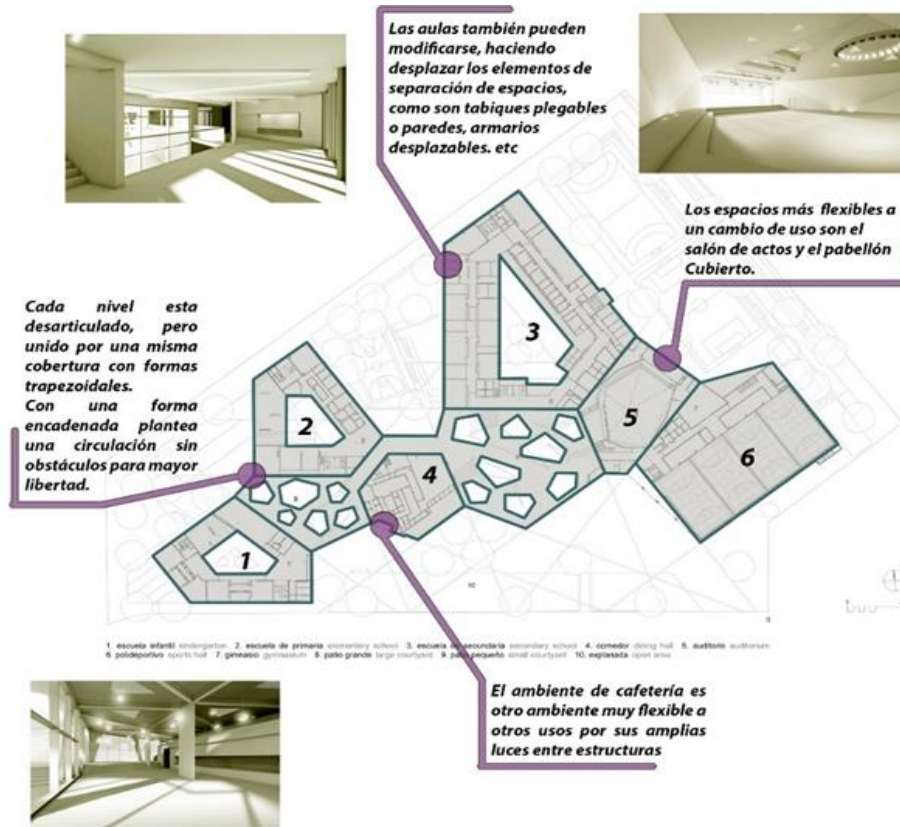 Las aulas también pueden
modificarse, haciendo
desplazar los elementos de
separación de espacios,
como son tabiques plegables
o paredes, armarios
desplazables. etc
Los espacios más flexibles a
un cambio de uso son el
salón de actos y el pabellón
Cubierto.
Cada nivel esta
desarticulado, pero
unido por una misma
cobertura con formas
trapezoidales.
Con una forma
encadenada plantea
una circulación sin
obstáculos para mayor
libertad.
3
2
5
4
6
9
1
10
1. escuela infantil kindergarten 2. escuela de primaria elementary school 3. escuela de secundaria secondary school 4. comedor dining hall 5. auditorio auditorium
6. polideportivo sports hall 7. gimnasio gymnasium 8. patio grande large courtyard 9. patio pequeño small courtyard 10. explanada open area
El ambiente de cafetería es
otro ambiente muy flexible a
otros usos por sus amplias
luces entre estructuras